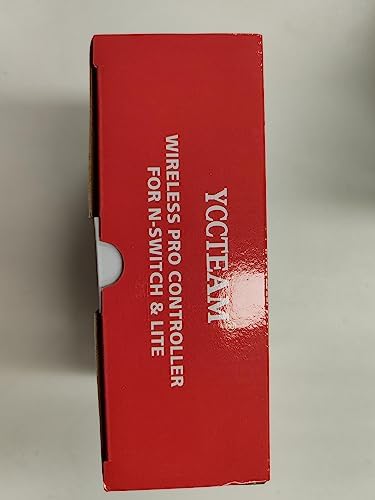 YCCTEAM
WIRELESS PRO CONTROLLER
FOR N-SWITCH & LITE